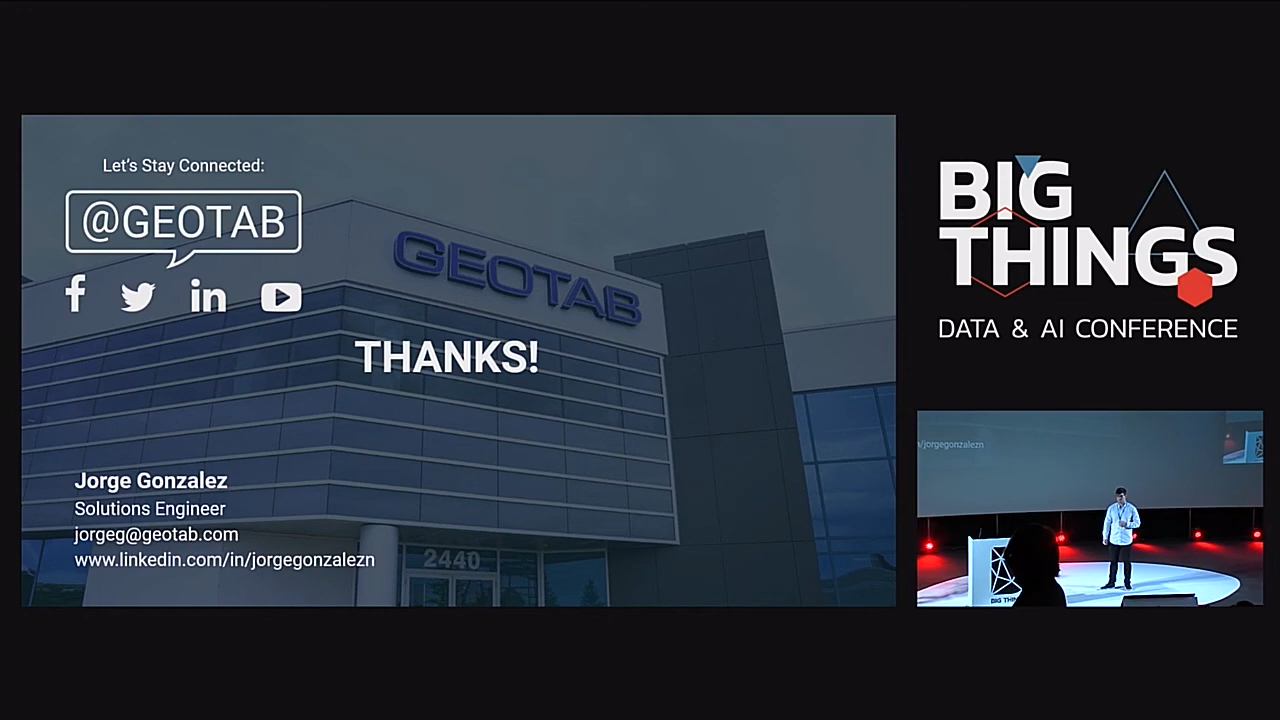 Let's Stay Connected:
@GEOTAB
GEOTAB
THANKS!
Jorge Gonzalez
Solutions Engineer
jorgeg@geotab.com
www.linkedin.com/in/jorgegonzalezn
2440
BIG
THINGS
DATA & AI CONFERENCE
/jorgegonzalezn
BIG